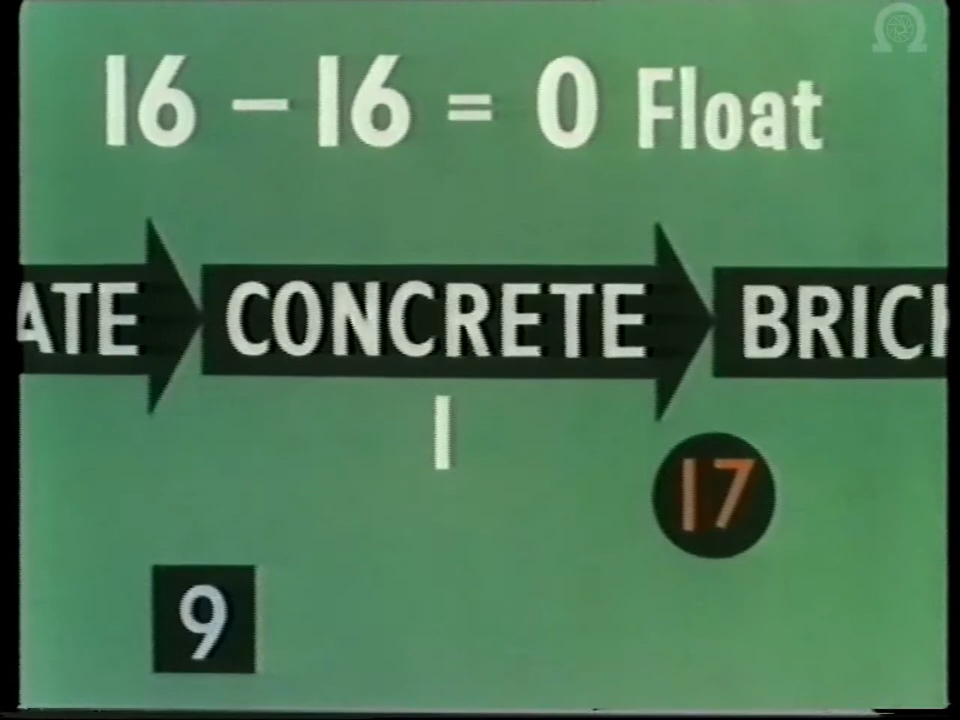 16 – 16 = 0 Float
ATE CONCRETE BRICK
1
17
9